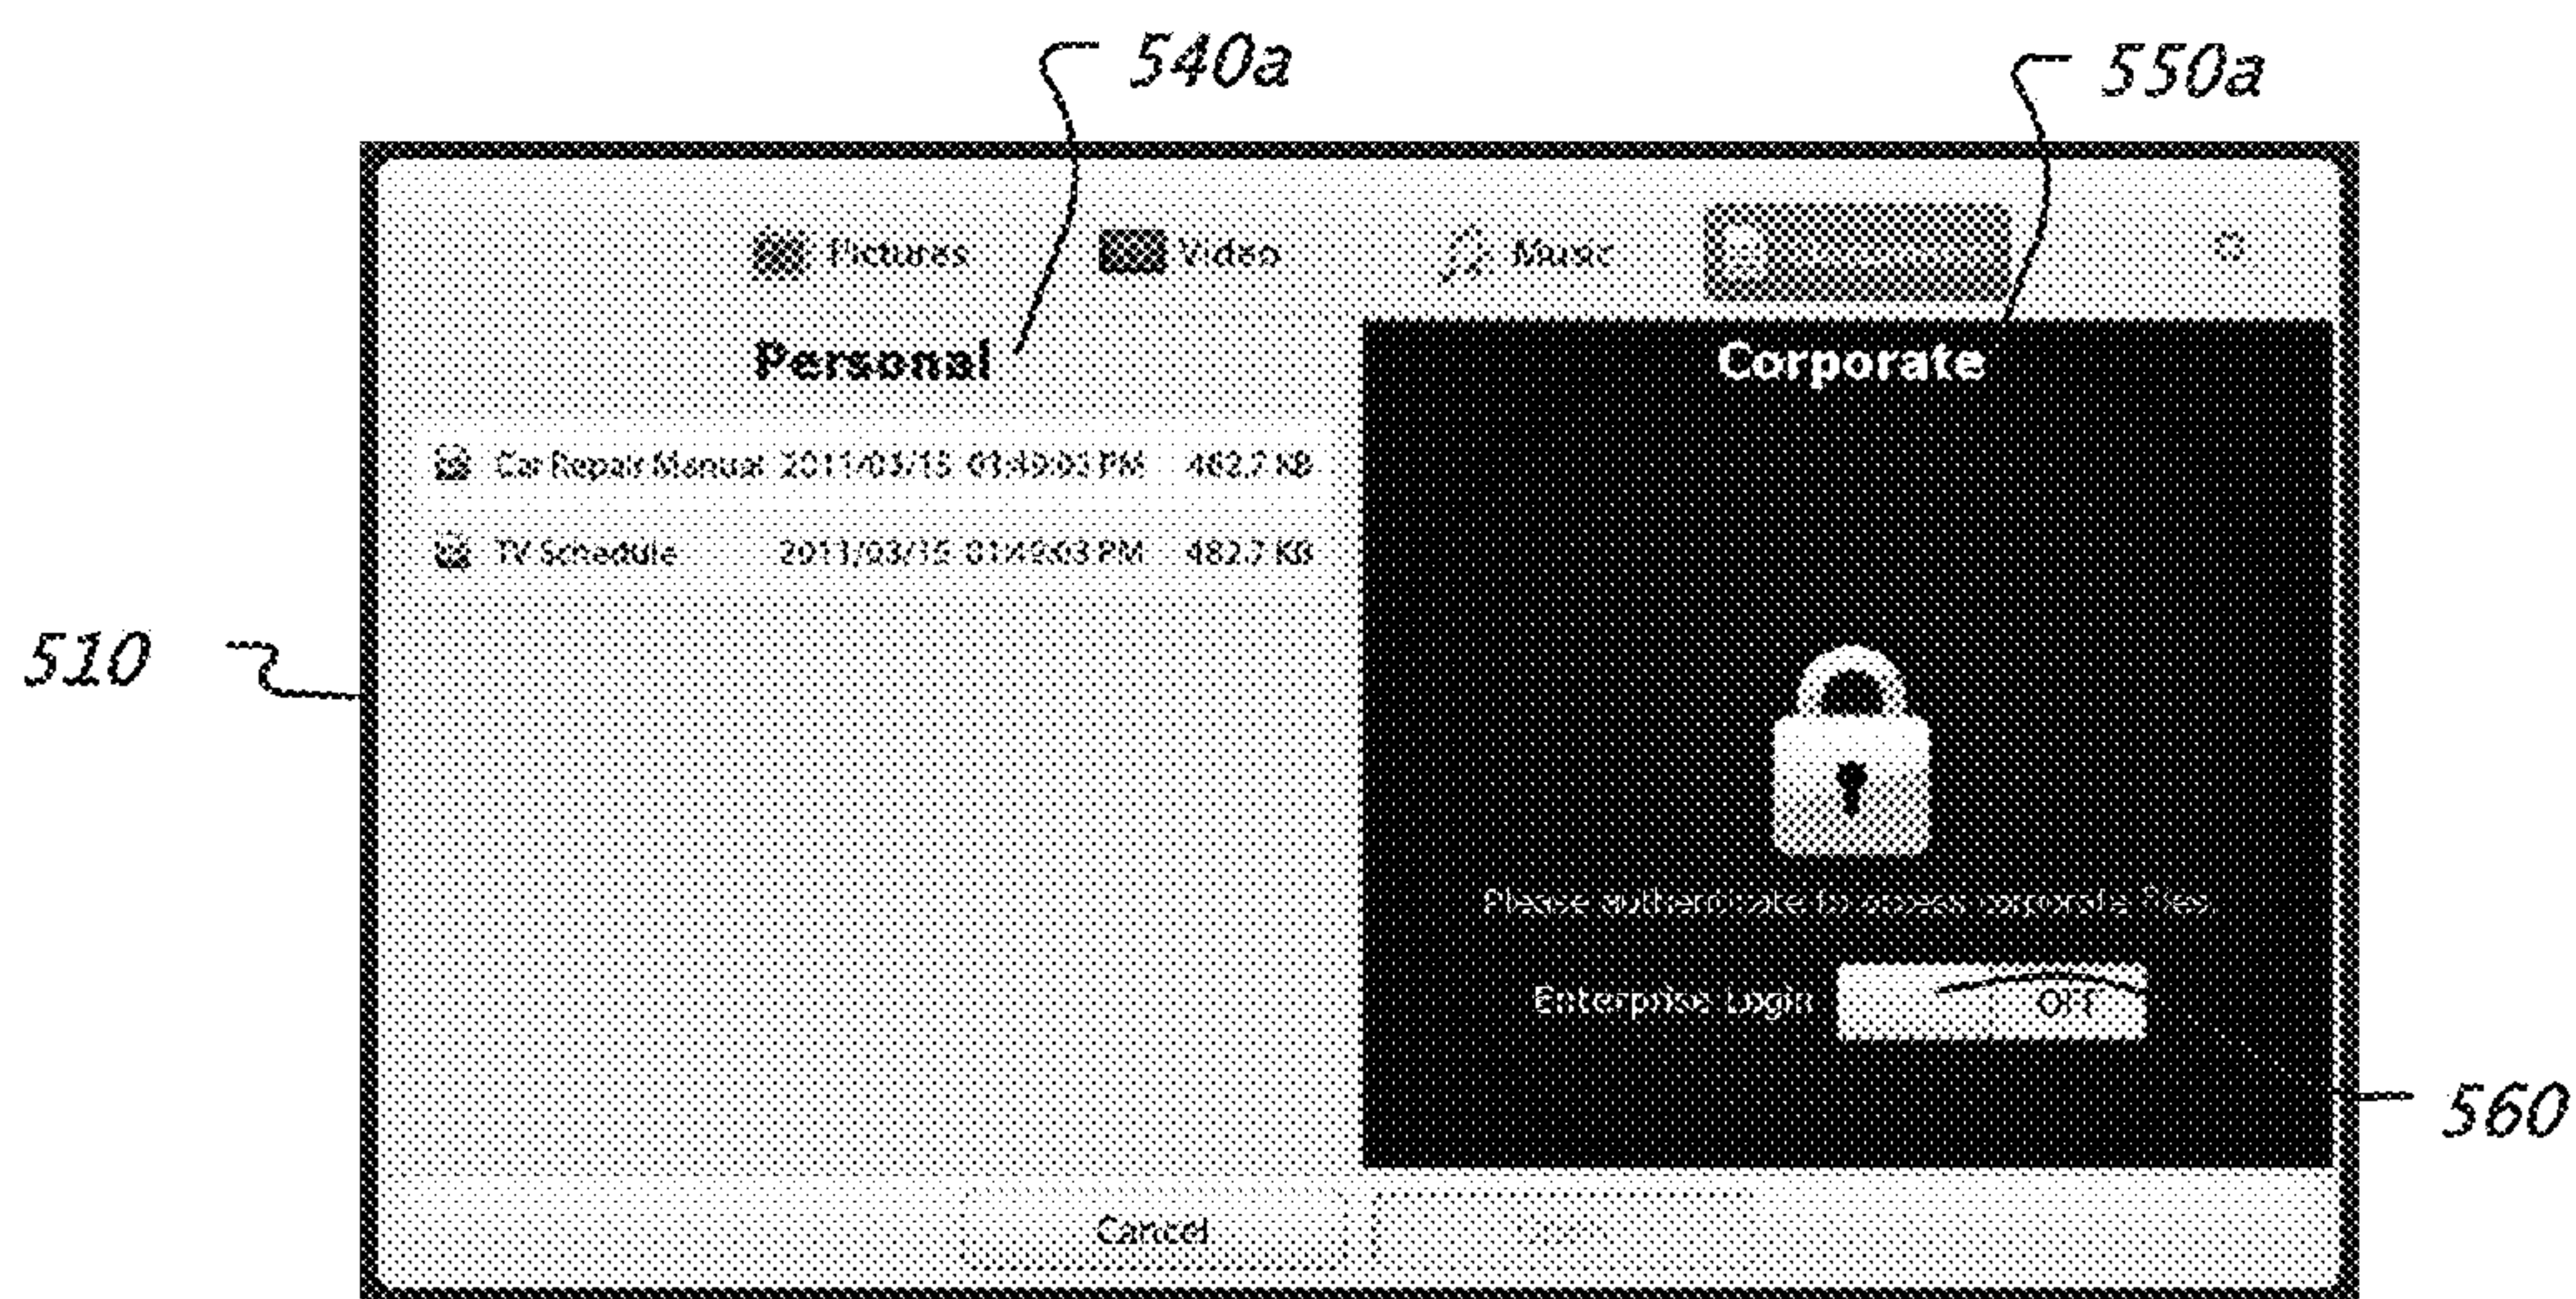 540a
550a
Pictures
Video
Music
Personal
Corporate
Car Repair Manual 2011/03/15 01:49:03 PM 482.7 KB
TV Schedule 2011/03/15 01:49:03 PM 482.7 KB
510
Please authenticate to access corporate files.
Enterprise Login
OFF
560
Cancel